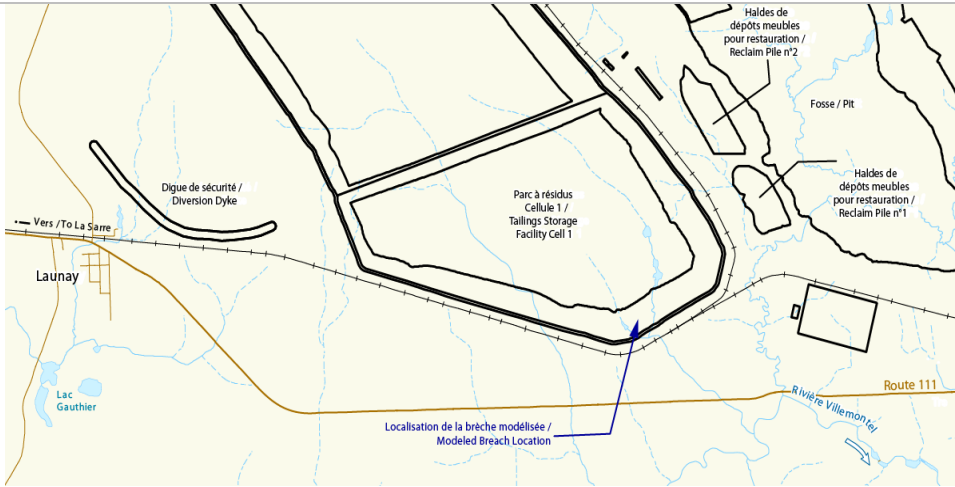 Haldes de
dépôts meubles
pour restauration /
Reclaim Pile n°2
Fosse / Pit
Haldes de
dépôts meubles
pour restauration /
Reclaim Pile n°1
Digue de sécurité /
Diversion Dyke
Parc à résidus
Cellule 1 /
Tailings Storage
Facility Cell 1
Vers /To La Sarre
Launay
Lac
Gauthier
Route 111
Rivière Villemontel
Localisation de la brèche modélisée /
Modeled Breach Location